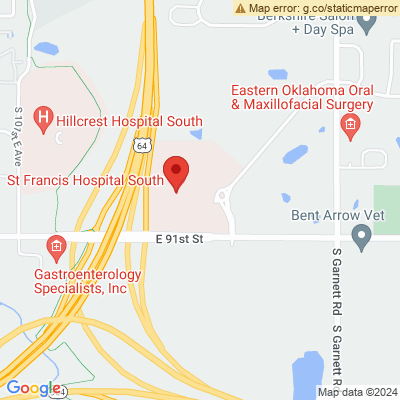 Map error: g.co/staticmaperror
Berkshire Salon
+ Day Spa
Eastern Oklahoma Oral
& Maxillofacial Surgery
S 107th E Ave
H
Hillcrest Hospital South
64
St Francis Hospital South
Bent Arrow Vet
E 91st St
Gastroenterology
Specialists, Inc
S Garnett Rd
S Garnett R
Google
Map data ©2024